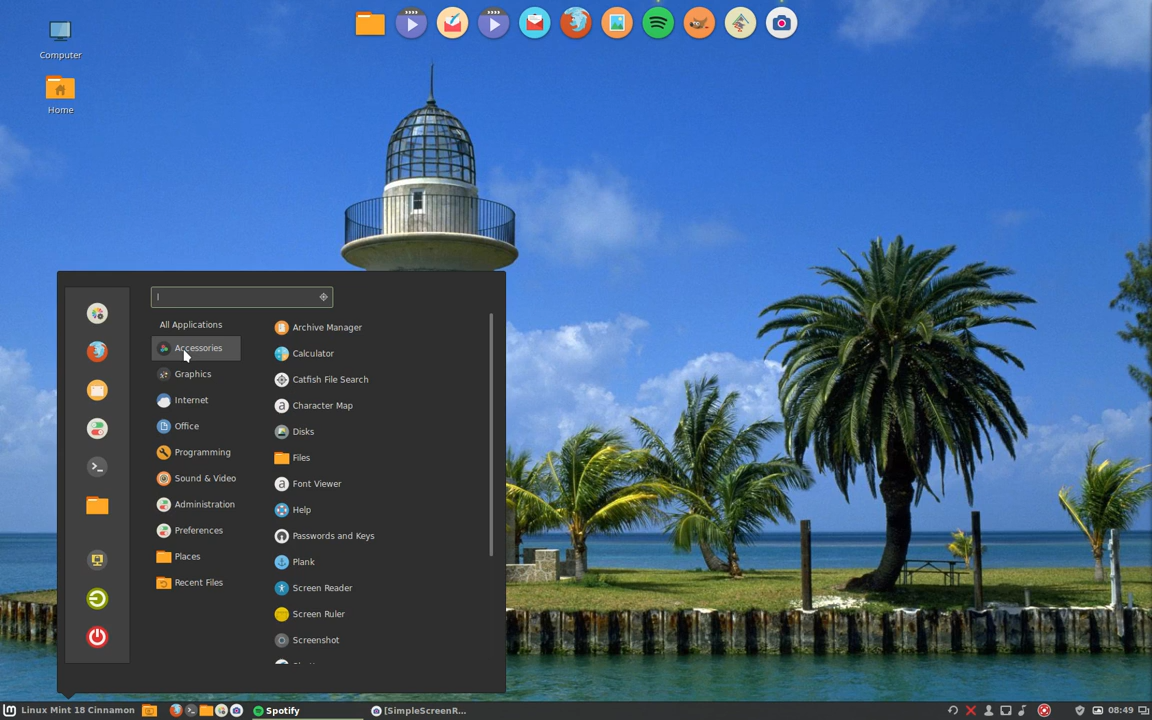 Computer
Home
All Applications
Accessories
Graphics
Internet
Office
Programming
Sound & Video
Administration
Preferences
Places
Recent Files
Archive Manager
Calculator
Catfish File Search
Character Map
Disks
Files
Font Viewer
Help
Passwords and Keys
Plank
Screen Reader
Screen Ruler
Screenshot
Linux Mint 18 Cinnamon
Spotify
[SimpleScreenR...
08:49